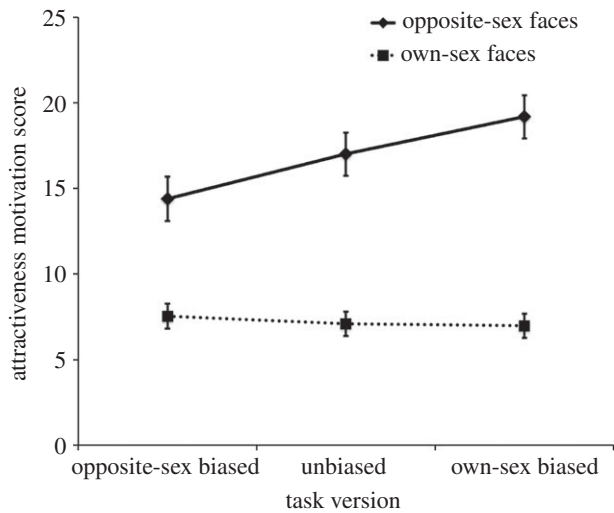 25
20
15
10
5
0
attractiveness motivation score
opposite-sex faces
own-sex faces
opposite-sex biased unbiased own-sex biased
task version